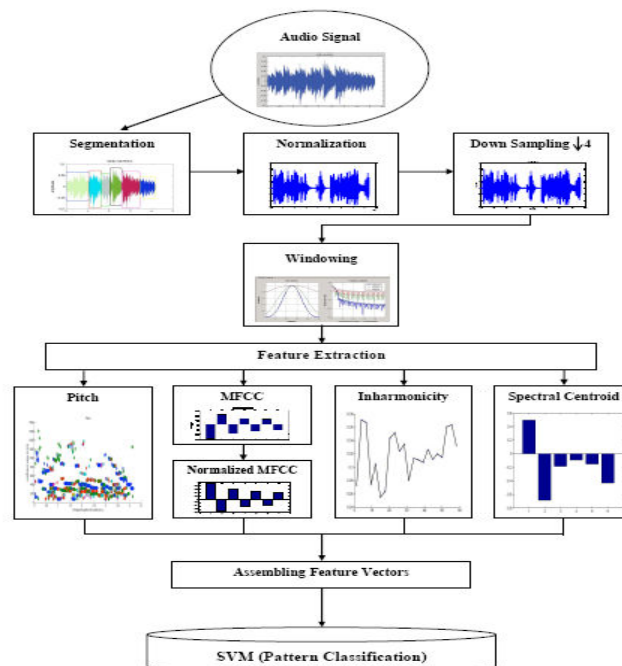 Audio Signal
Segmentation
Normalization
Down Sampling ↓4
Windowing
Feature Extraction
Pitch
MFCC
Inharmonicity
Spectral Centroid
Normalized MFCC
Assembling Feature Vectors
SVM (Pattern Classification)